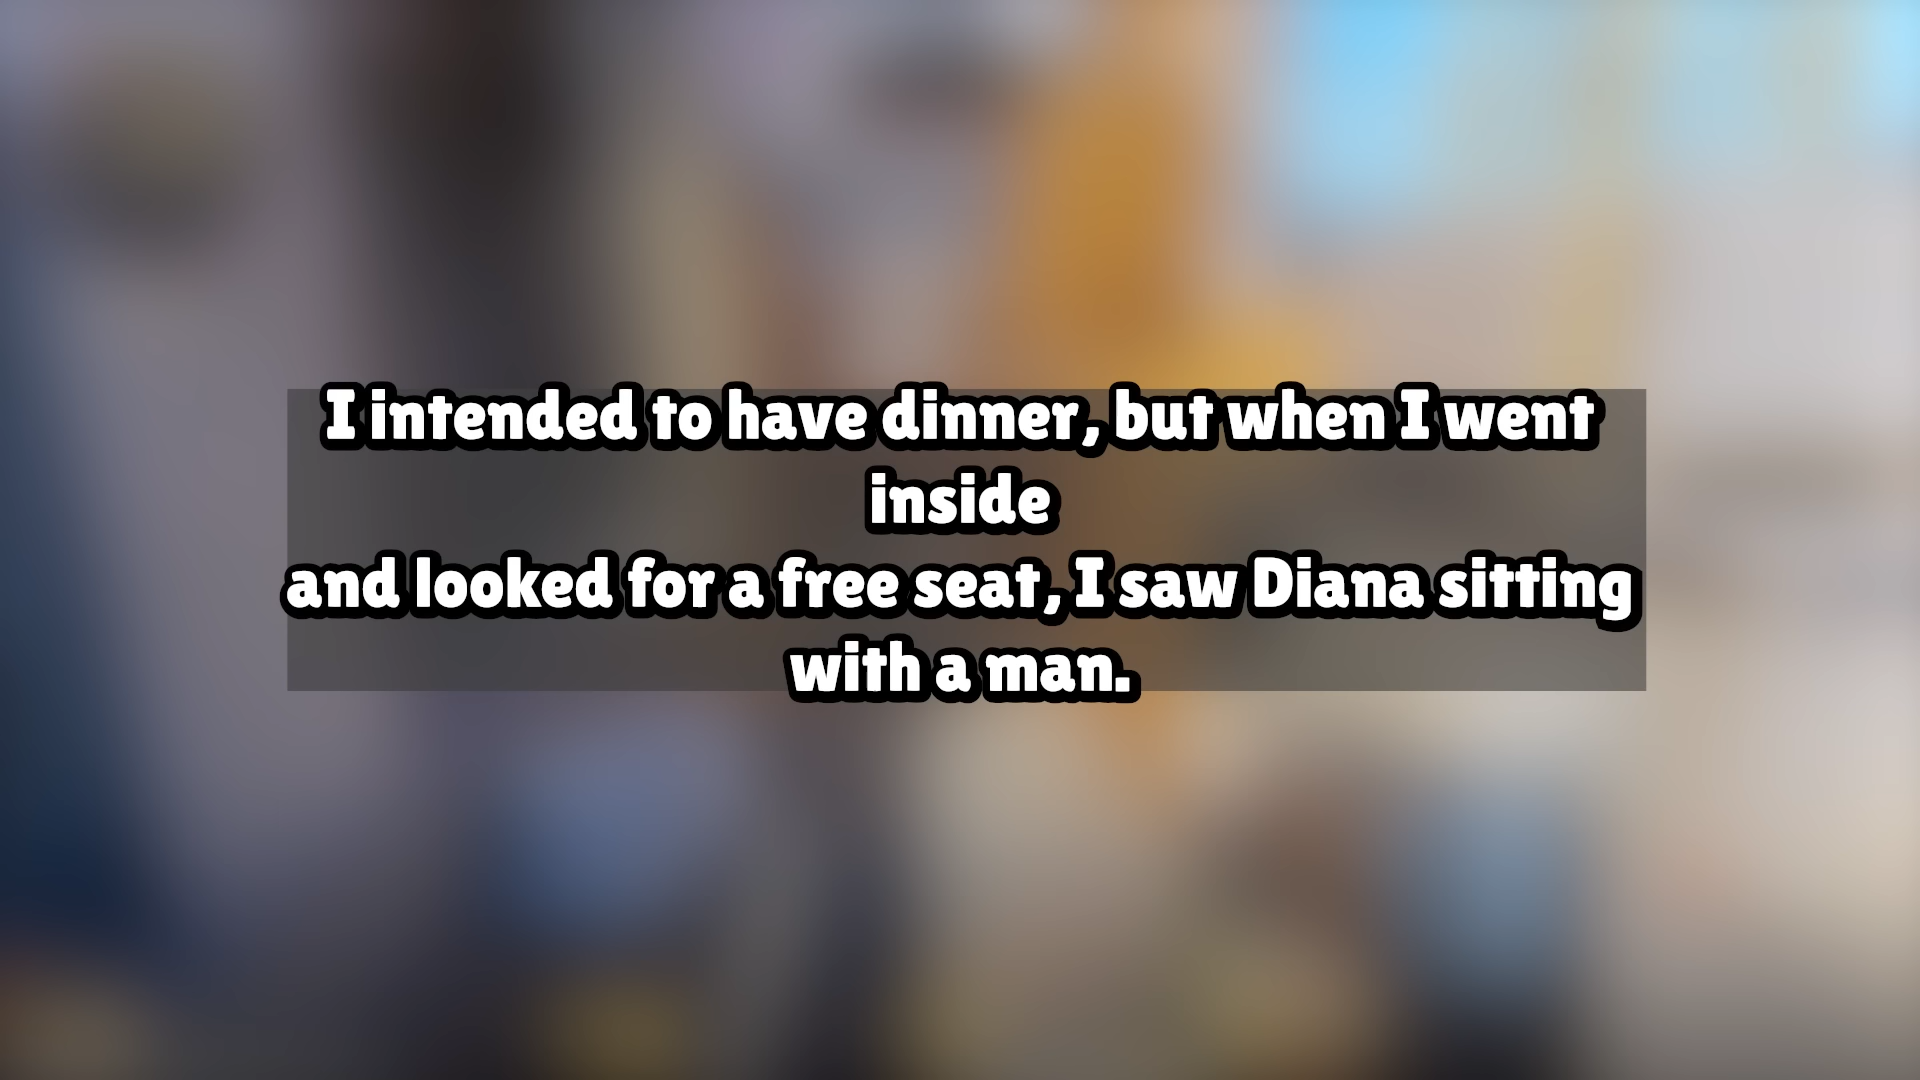 I intended to have dinner, but when I went
inside
and looked for a free seat, I saw Diana sitting
with a man.